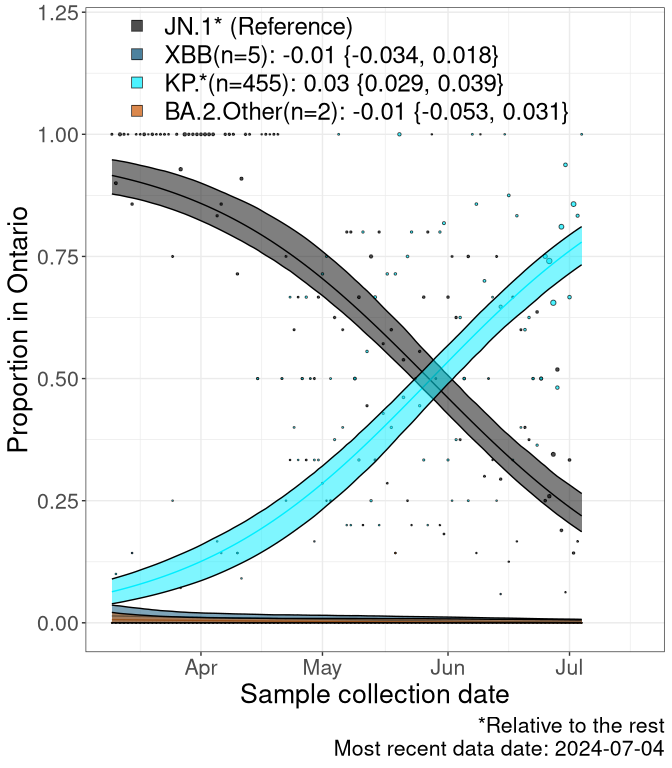 1.25
JN.1* (Reference)
XBB(n=5): -0.01 {-0.034, 0.018}
KP.*(n=455): 0.03 {0.029, 0.039}
BA.2.Other(n=2): -0.01 {-0.053, 0.031}
1.00
0.75
0.50
0.25
0.00
Proportion in Ontario
Apr May Jun Jul
Sample collection date
*Relative to the rest
Most recent data date: 2024-07-04